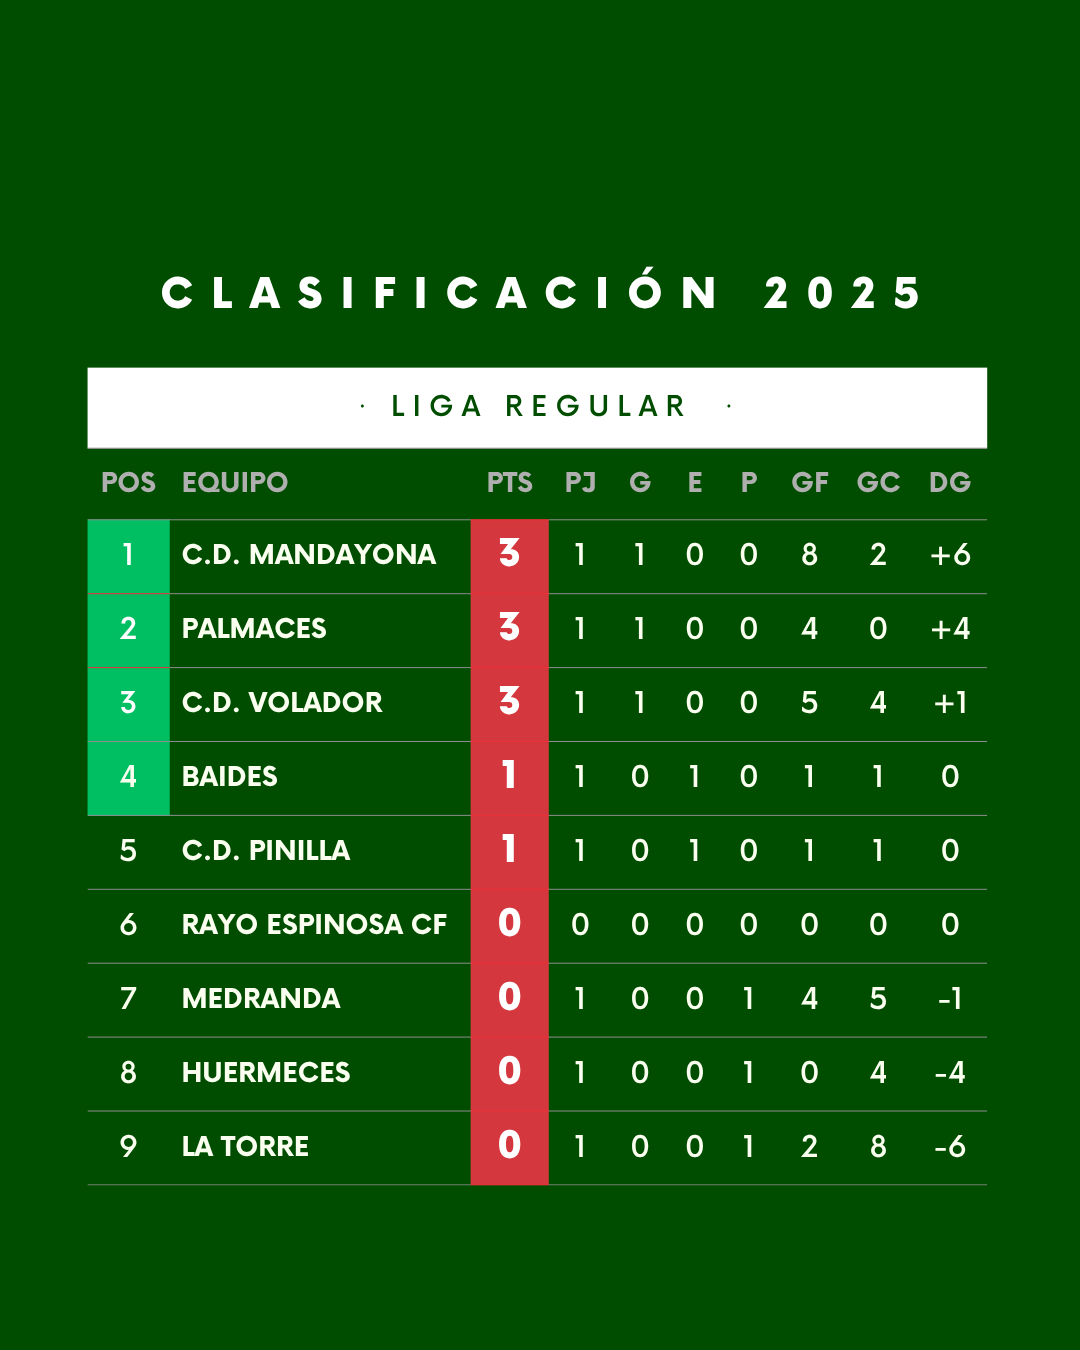 CLASIFICACIÓN 2025
· LIGA REGULAR ·
POS EQUIPO PTS PJ G E P GF GC DG
1 C.D. MANDAYONA 3 1 1 0 0 8 2 +6
2 PALMACES 3 1 1 0 0 4 0 +4
3 C.D. VOLADOR 3 1 1 0 0 5 4 +1
4 BAIDES 1 1 0 1 0 1 1 0
5 C.D. PINILLA 1 1 0 1 0 1 1 0
6 RAYO ESPINOSA CF 0 0 0 0 0 0 0 0
7 MEDRANDA 0 1 0 0 1 4 5 -1
8 HUERMECES 0 1 0 0 1 0 4 -4
9 LA TORRE 0 1 0 0 1 2 8 -6